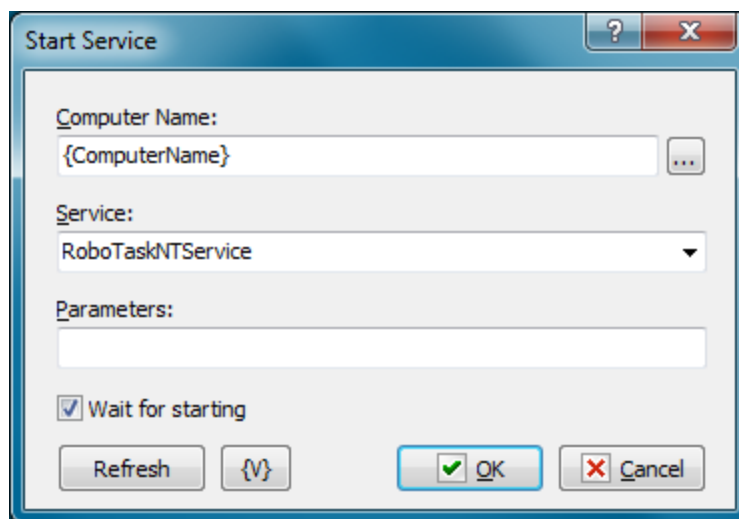 Start Service
?
Computer Name:
{ComputerName}
...
Service:
RoboTaskNTService
Parameters:
Wait for starting
Refresh {V} OK Cancel